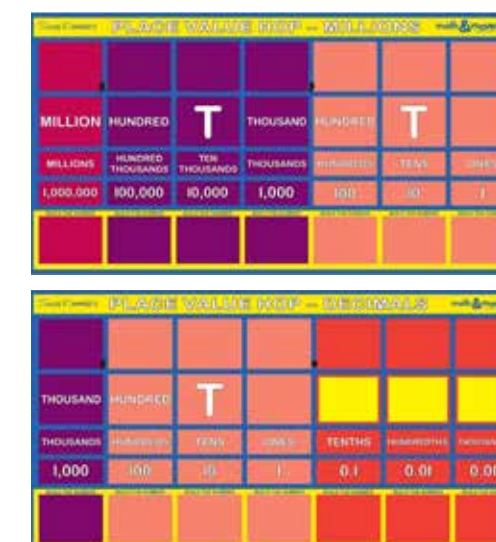 PLACE VALUE HOP – MILLIONS
MILLION HUNDRED T THOUSAND HUNDRED T
MILLIONS HUNDRED THOUSANDS TEN THOUSANDS THOUSANDS HUNDREDS TENS ONES
1,000,000 100,000 10,000 1,000 100 10 1
PLACE VALUE HOP – DECIMALS
THOUSAND HUNDRED T
THOUSANDS HUNDREDS TENS ONES TENTHS HUNDREDTHS
1,000 100 10 1 0.1 0.01